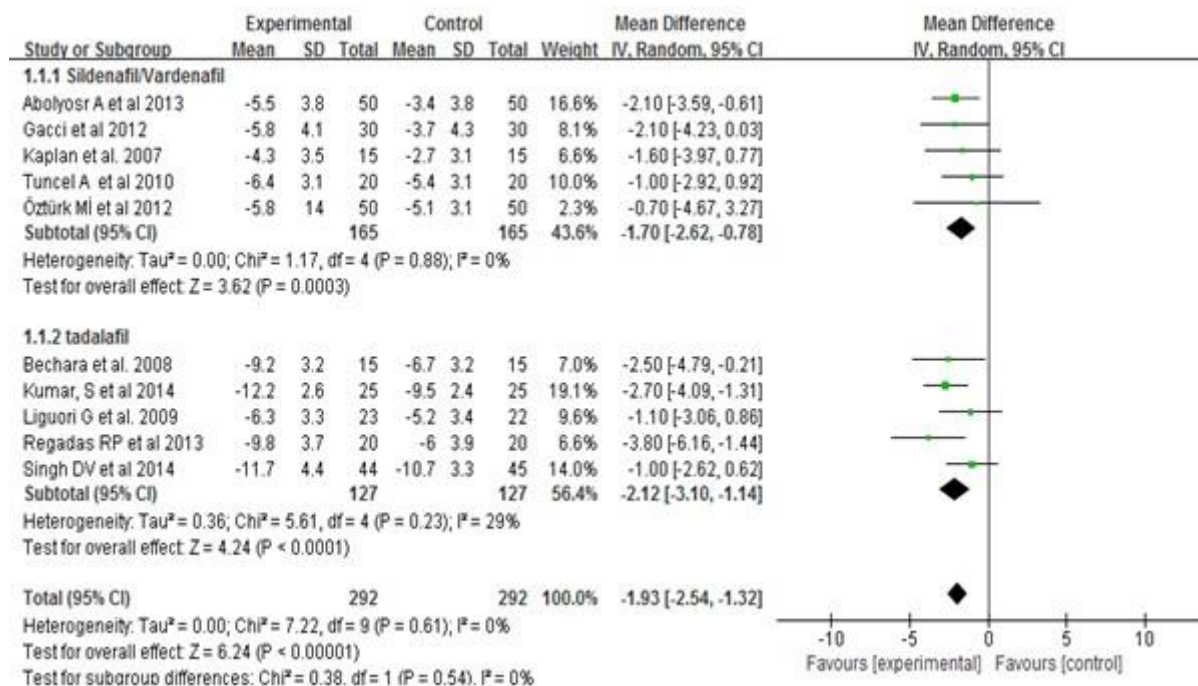 Experimental Control Mean Difference Mean Difference
Study or Subgroup Mean SD Total Mean SD Total Weight IV, Random, 95% CI IV, Random, 95% CI
1.1.1 Sildenafil/Vardenafil
Abolyosr A et al 2013 -5.5 3.8 50 -3.4 3.8 50 16.6% -2.10 [-3.59, -0.61]
Gacci et al 2012 -5.8 4.1 30 -3.7 4.3 30 8.1% -2.10 [-4.23, 0.03]
Kaplan et al. 2007 -4.3 3.5 15 -2.7 3.1 15 6.6% -1.60 [-3.97, 0.77]
Tuncel A et al 2010 -6.4 3.1 20 -5.4 3.1 20 10.0% -1.00 [-2.92, 0.92]
Öztürk Mİ et al 2012 -5.8 14 50 -5.1 3.1 50 2.3% -0.70 [-4.67, 3.27]
Subtotal (95% CI) 165 165 43.6% -1.70 [-2.62, -0.78]
Heterogeneity: Tau² = 0.00; Chi² = 1.17, df = 4 (P = 0.88); I² = 0%
Test for overall effect: Z = 3.62 (P = 0.0003)
1.1.2 tadalafil
Bechara et al. 2008 -9.2 3.2 15 -6.7 3.2 15 7.0% -2.50 [-4.79, -0.21]
Kumar, S et al 2014 -12.2 2.6 25 -9.5 2.4 25 19.1% -2.70 [-4.09, -1.31]
Liguori G et al. 2009 -6.3 3.3 23 -5.2 3.4 22 9.6% -1.10 [-3.06, 0.86]
Regadas RP et al 2013 -9.8 3.7 20 -6 3.9 20 6.6% -3.80 [-6.16, -1.44]
Singh DV et al 2014 -11.7 4.4 44 -10.7 3.3 45 14.0% -1.00 [-2.62, 0.62]
Subtotal (95% CI) 127 127 56.4% -2.12 [-3.10, -1.14]
Heterogeneity: Tau² = 0.36; Chi² = 5.61, df = 4 (P = 0.23); I² = 29%
Test for overall effect: Z = 4.24 (P < 0.0001)
Total (95% CI) 292 292 100.0% -1.93 [-2.54, -1.32]
Heterogeneity: Tau² = 0.00; Chi² = 7.22, df = 9 (P = 0.61); I² = 0%
Test for overall effect: Z = 6.24 (P < 0.00001)
Test for subgroup differences: Chi² = 0.38, df = 1 (P = 0.54), I² = 0%
-10 -5 0 5 10
Favours [experimental] Favours [control]